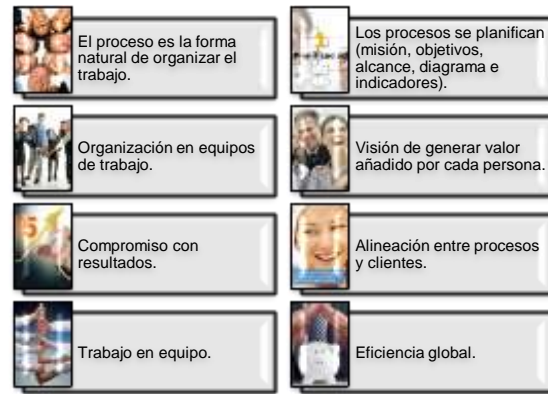 El proceso es la forma
natural de organizar el
trabajo.
Los procesos se planifican
(misión, objetivos,
alcance, diagrama e
indicadores).
Organización en equipos
de trabajo.
Visión de generar valor
añadido por cada persona.
Compromiso con
resultados.
Alineación entre procesos
y clientes.
Trabajo en equipo.
Eficiencia global.